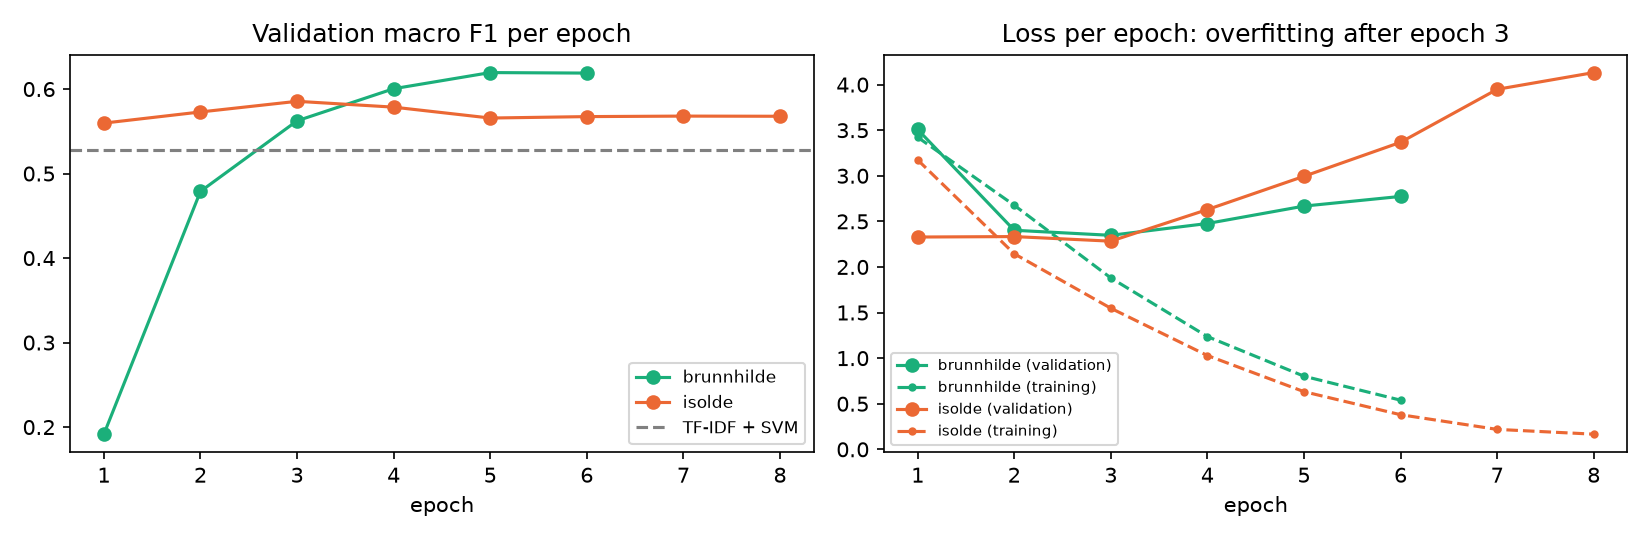 Validation macro F1 per epoch
0.6
0.5
0.4
0.3
0.2
brunnhilde
isolde
TF-IDF + SVM
1 2 3 4 5 6 7 8
epoch
Loss per epoch: overfitting after epoch 3
4.0
3.5
3.0
2.5
2.0
1.5
1.0
0.5
0.0
brunnhilde (validation)
brunnhilde (training)
isolde (validation)
isolde (training)
1 2 3 4 5 6 7 8
epoch